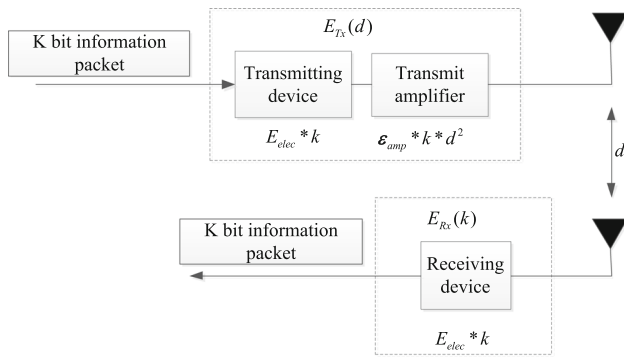 E_{Tx}(d)
K bit information
packet
Transmitting
device
Transmit
amplifier
E_{elec} * k
ε_{amp} * k * d^2
d
E_{Rx}(k)
K bit information
packet
Receiving
device
E_{elec} * k